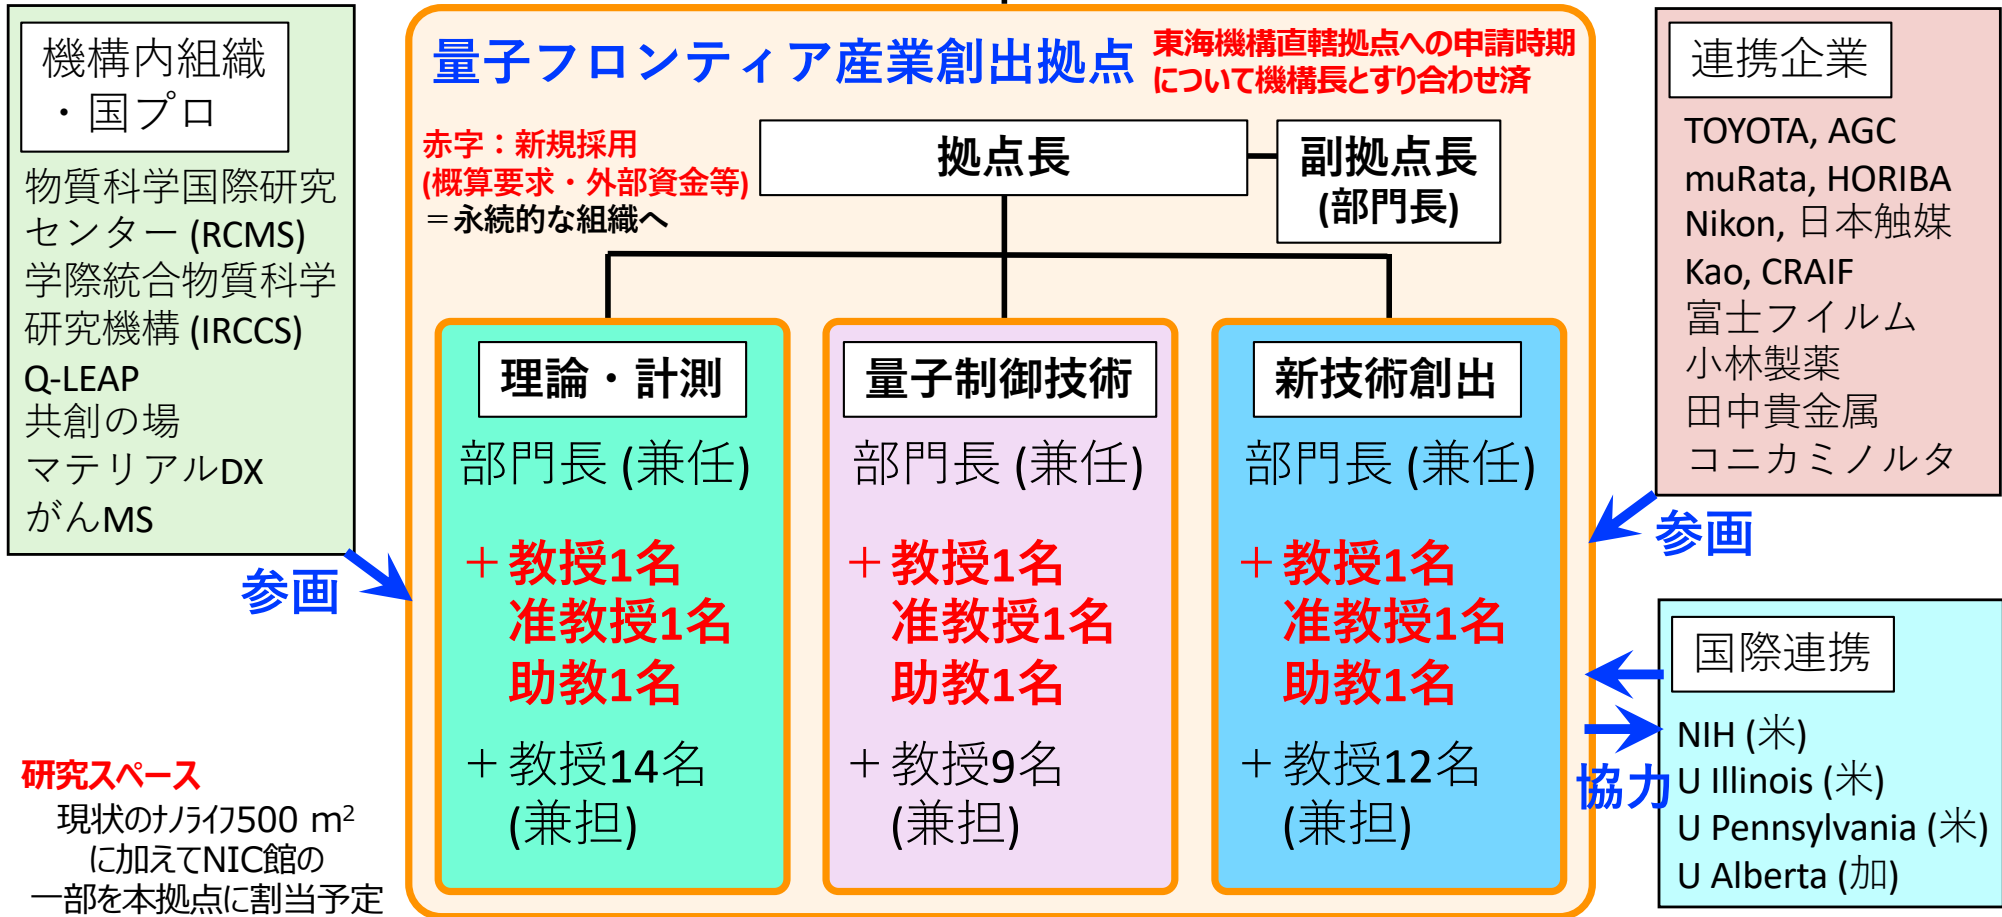 機構内組織
・国プロ
物質科学国際研究
センター (RCMS)
学際統合物質科学
研究機構 (IRCCS)
Q-LEAP
共創の場
マテリアルDX
がんMS
参画
研究スペース
現状のﾅﾉﾗｲﾌ500 m²
に加えてNIC館の
一部を本拠点に割当予定
量子フロンティア産業創出拠点
東海機構直轄拠点への申請時期
について機構長とすり合わせ済
赤字：新規採用
(概算要求・外部資金等)
＝永続的な組織へ
拠点長
副拠点長
(部門長)
理論・計測
部門長 (兼任)
＋教授1名
准教授1名
助教1名
＋教授14名
(兼担)
量子制御技術
部門長 (兼任)
＋教授1名
准教授1名
助教1名
＋教授9名
(兼担)
新技術創出
部門長 (兼任)
＋教授1名
准教授1名
助教1名
＋教授12名
(兼担)
連携企業
TOYOTA, AGC
muRata, HORIBA
Nikon, 日本触媒
Kao, CRAIF
富士フイルム
小林製薬
田中貴金属
コニカミノルタ
参画
国際連携
NIH (米)
U Illinois (米)
U Pennsylvania (米)
U Alberta (加)
協力